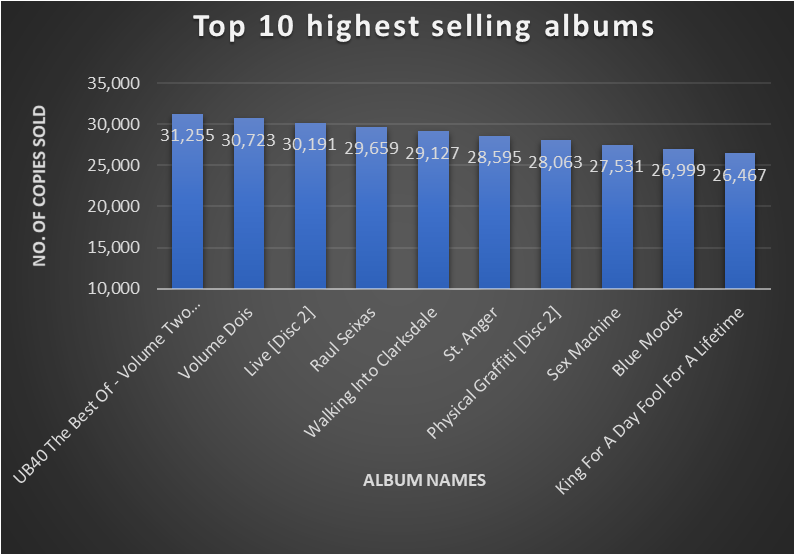 Top 10 highest selling albums
NO. OF COPIES SOLD
35,000
30,000
25,000
20,000
15,000
10,000
31,255
30,723
30,191
29,659
29,127
28,595
28,063
27,531
26,999
26,467
UB40 The Best Of - Volume Two...
Volume Dois
Live [Disc 2]
Raul Seixas
Walking Into Clarksdale
St. Anger
Physical Graffiti [Disc 2]
Sex Machine
Blue Moods
King For A Day Fool For A Lifetime
ALBUM NAMES